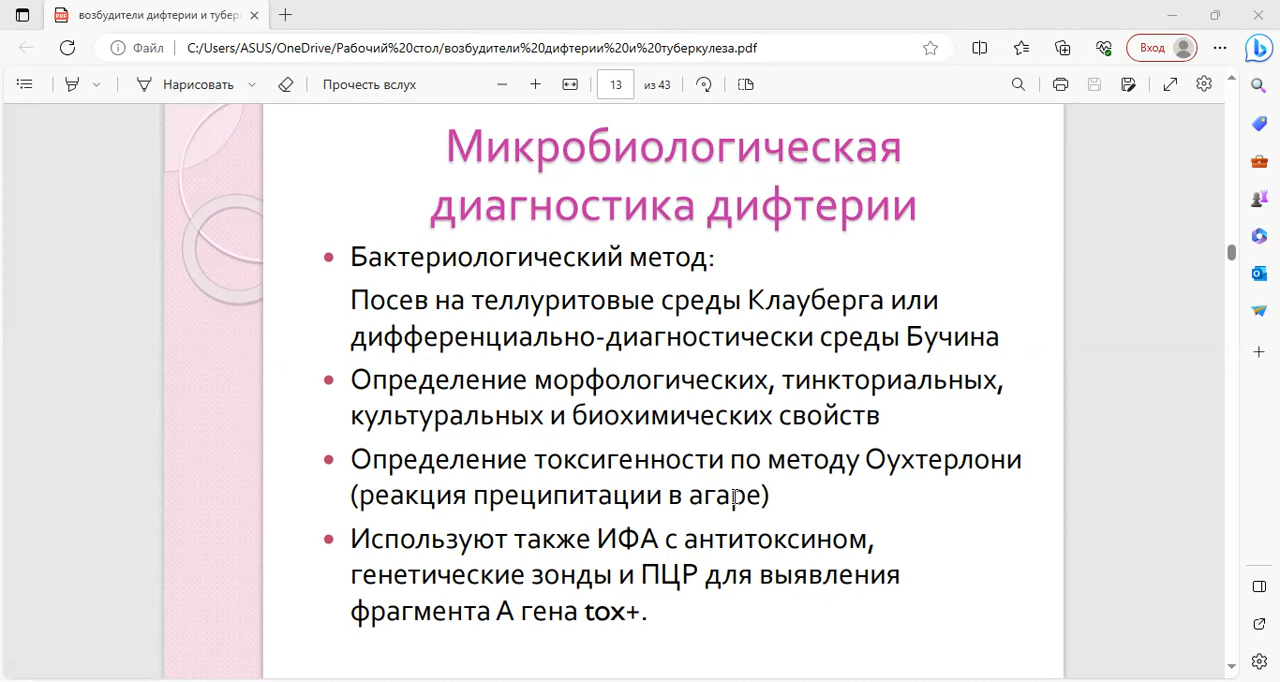 возбудители дифтерии и тубер
Файл
C:/Users/ASUS/OneDrive/Рабочий%20стол/возбудители%20дифтерии%20и%20туберкулеза.pdf
Вход
Нарисовать
Прочесть вслух
13
из 43
Микробиологическая
диагностика дифтерии
• Бактериологический метод:
Посев на теллуритовые среды Клауберга или
дифференциально-диагностически среды Бучина
• Определение морфологических, тинкториальных,
культуральных и биохимических свойств
• Определение токсигенности по методу Оухтерлони
(реакция преципитации в агаре)
• Используют также ИФА с антитоксином,
генетические зонды и ПЦР для выявления
фрагмента А гена tox+.